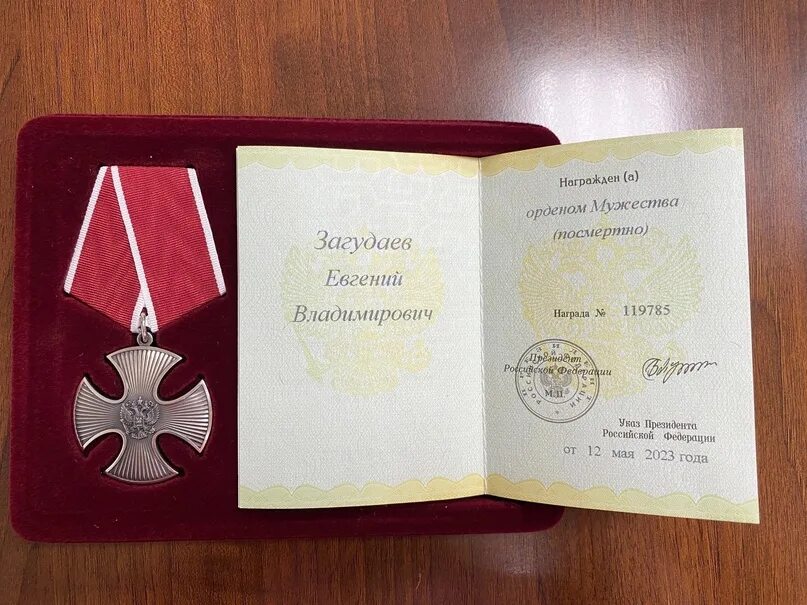 Загудаев
Евгений
Владимирович
Награжден (а)
орденом Мужества
(посмертно)
Награда № 119785
Президент
Российской Федерации
М.П.
Указ Президента
Российской Федерации
от 12 мая 2023 года